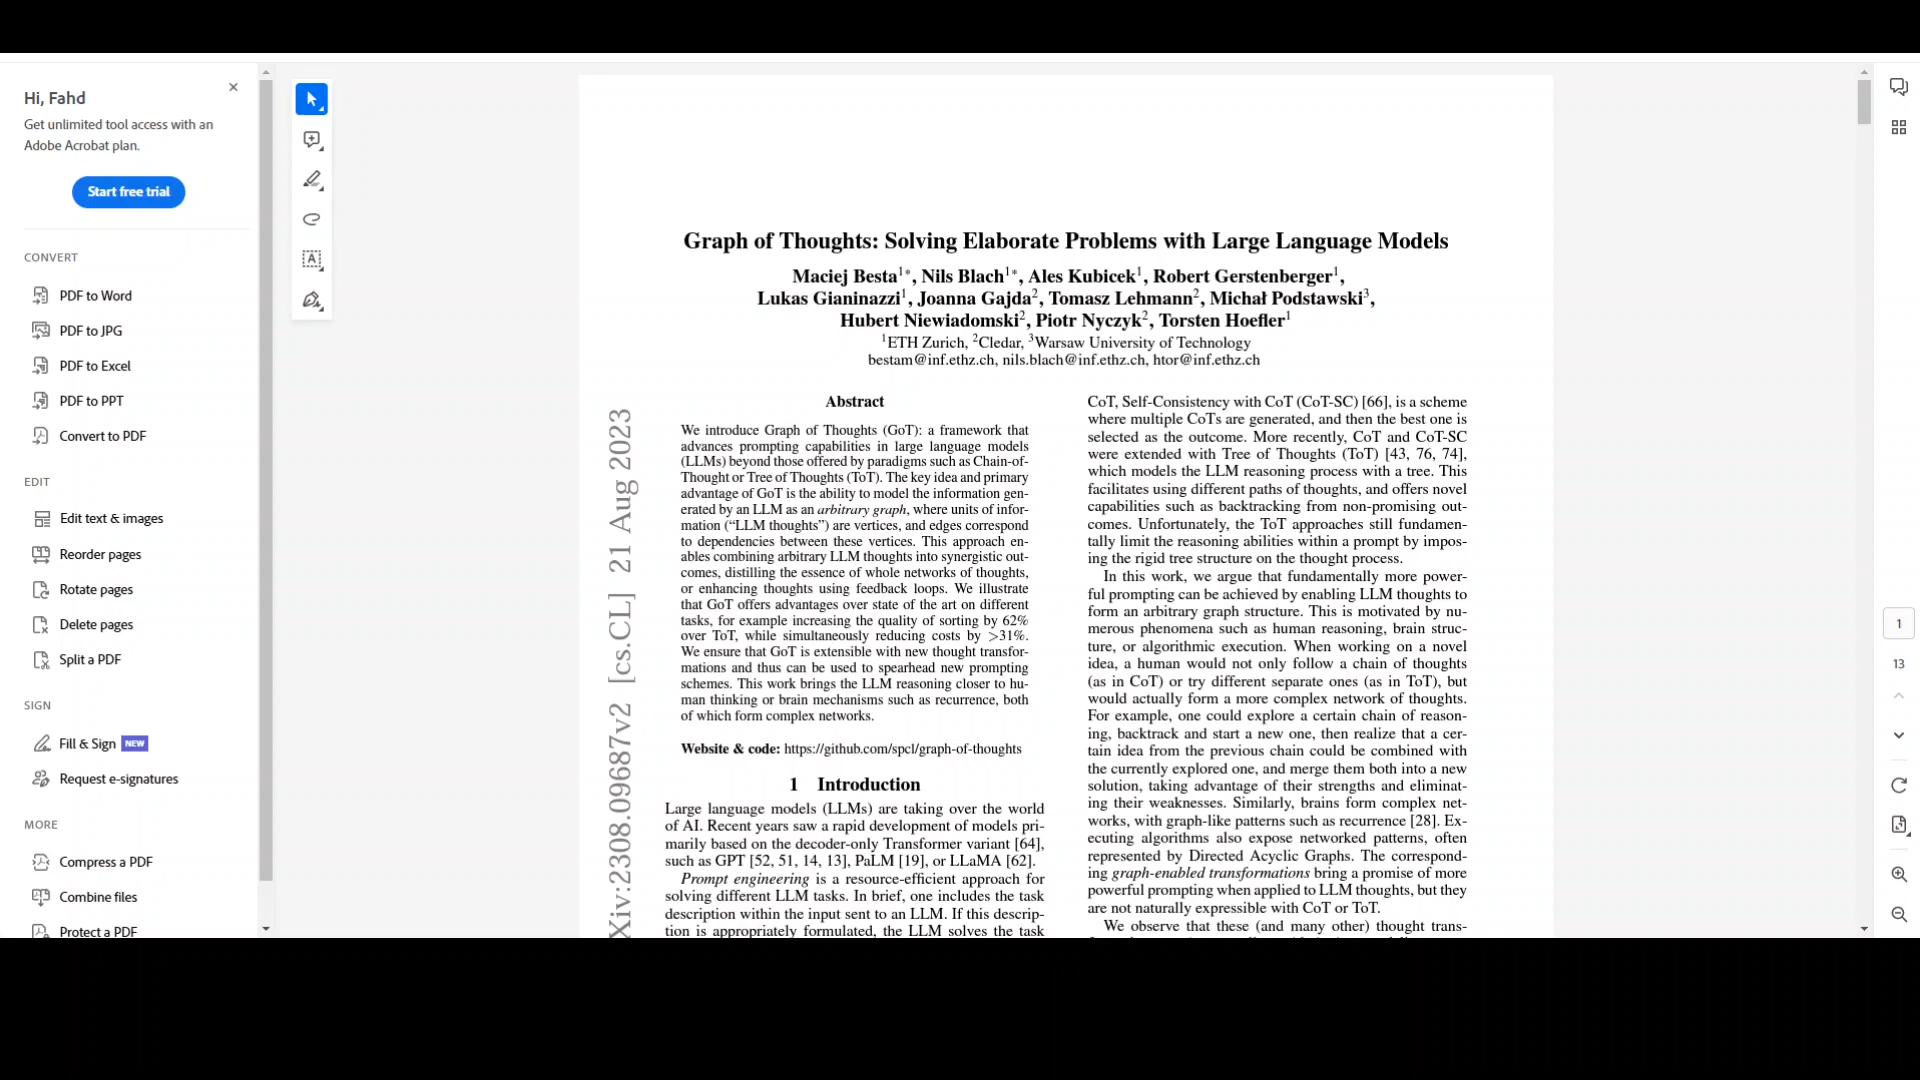 Hi, Fahd
Get unlimited tool access with an
Adobe Acrobat plan.
Start free trial
CONVERT
PDF to Word
PDF to JPG
PDF to Excel
PDF to PPT
Convert to PDF
EDIT
Edit text & images
Reorder pages
Rotate pages
Delete pages
Split a PDF
SIGN
Fill & Sign NEW
Request e-signatures
MORE
Compress a PDF
Combine files
Protect a PDF
Graph of Thoughts: Solving Elaborate Problems with Large Language Models
Maciej Besta1*, Nils Blach1*, Ales Kubicek1, Robert Gerstenberger1,
Lukas Gianinazzi1, Joanna Gajda2, Tomasz Lehmann2, Michał Podstawski3,
Hubert Niewiadomski2, Piotr Nyczyk2, Torsten Hoefler1
1ETH Zurich, 2Cledar, 3Warsaw University of Technology
bestam@inf.ethz.ch, nils.blach@inf.ethz.ch, htor@inf.ethz.ch
Xiv:2308.09687v2 [cs.CL] 21 Aug 2023
Abstract
We introduce Graph of Thoughts (GoT): a framework that
advances prompting capabilities in large language models
(LLMs) beyond those offered by paradigms such as Chain-of-
Thought or Tree of Thoughts (ToT). The key idea and primary
advantage of GoT is the ability to model the information gen-
erated by an LLM as an arbitrary graph, where units of infor-
mation (“LLM thoughts”) are vertices, and edges correspond
to dependencies between these vertices. This approach en-
ables combining arbitrary LLM thoughts into synergistic out-
comes, distilling the essence of whole networks of thoughts,
or enhancing thoughts using feedback loops. We illustrate
that GoT offers advantages over state of the art on different
tasks, for example increasing the quality of sorting by 62%
over ToT, while simultaneously reducing costs by >31%.
We ensure that GoT is extensible with new thought transfor-
mations and thus can be used to spearhead new prompting
schemes. This work brings the LLM reasoning closer to hu-
man thinking or brain mechanisms such as recurrence, both
of which form complex networks.
Website & code: https://github.com/spcl/graph-of-thoughts
1 Introduction
Large language models (LLMs) are taking over the world
of AI. Recent years saw a rapid development of models pri-
marily based on the decoder-only Transformer variant [64],
such as GPT [52, 51, 14, 13], PaLM [19], or LLaMA [62].
Prompt engineering is a resource-efficient approach for
solving different LLM tasks. In brief, one includes the task
description within the input sent to an LLM. If this descrip-
tion is appropriately formulated, the LLM solves the task
CoT, Self-Consistency with CoT (CoT-SC) [66], is a scheme
where multiple CoTs are generated, and then the best one is
selected as the outcome. More recently, CoT and CoT-SC
were extended with Tree of Thoughts (ToT) [43, 76, 74],
which models the LLM reasoning process with a tree. This
facilitates using different paths of thoughts, and offers novel
capabilities such as backtracking from non-promising out-
comes. Unfortunately, the ToT approaches still fundamen-
tally limit the reasoning abilities within a prompt by impos-
ing the rigid tree structure on the thought process.
In this work, we argue that fundamentally more power-
ful prompting can be achieved by enabling LLM thoughts to
form an arbitrary graph structure. This is motivated by nu-
merous phenomena such as human reasoning, brain struc-
ture, or algorithmic execution. When working on a novel
idea, a human would not only follow a chain of thoughts
(as in CoT) or try different separate ones (as in ToT), but
would actually form a more complex network of thoughts.
For example, one could explore a certain chain of reason-
ing, backtrack and start a new one, then realize that a cer-
tain idea from the previous chain could be combined with
the currently explored one, and merge them both into a new
solution, taking advantage of their strengths and eliminat-
ing their weaknesses. Similarly, brains form complex net-
works, with graph-like patterns such as recurrence [28]. Ex-
ecuting algorithms also expose networked patterns, often
represented by Directed Acyclic Graphs. The correspond-
ing graph-enabled transformations bring a promise of more
powerful prompting when applied to LLM thoughts, but they
are not naturally expressible with CoT or ToT.
We observe that these (and many other) thought trans-
1
13